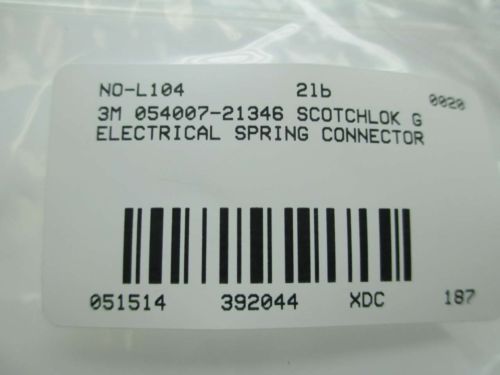 NO-L104 21b 0020
3M 054007-21346 SCOTCHLOK G
ELECTRICAL SPRING CONNECTOR
051514 392044 XDC 187